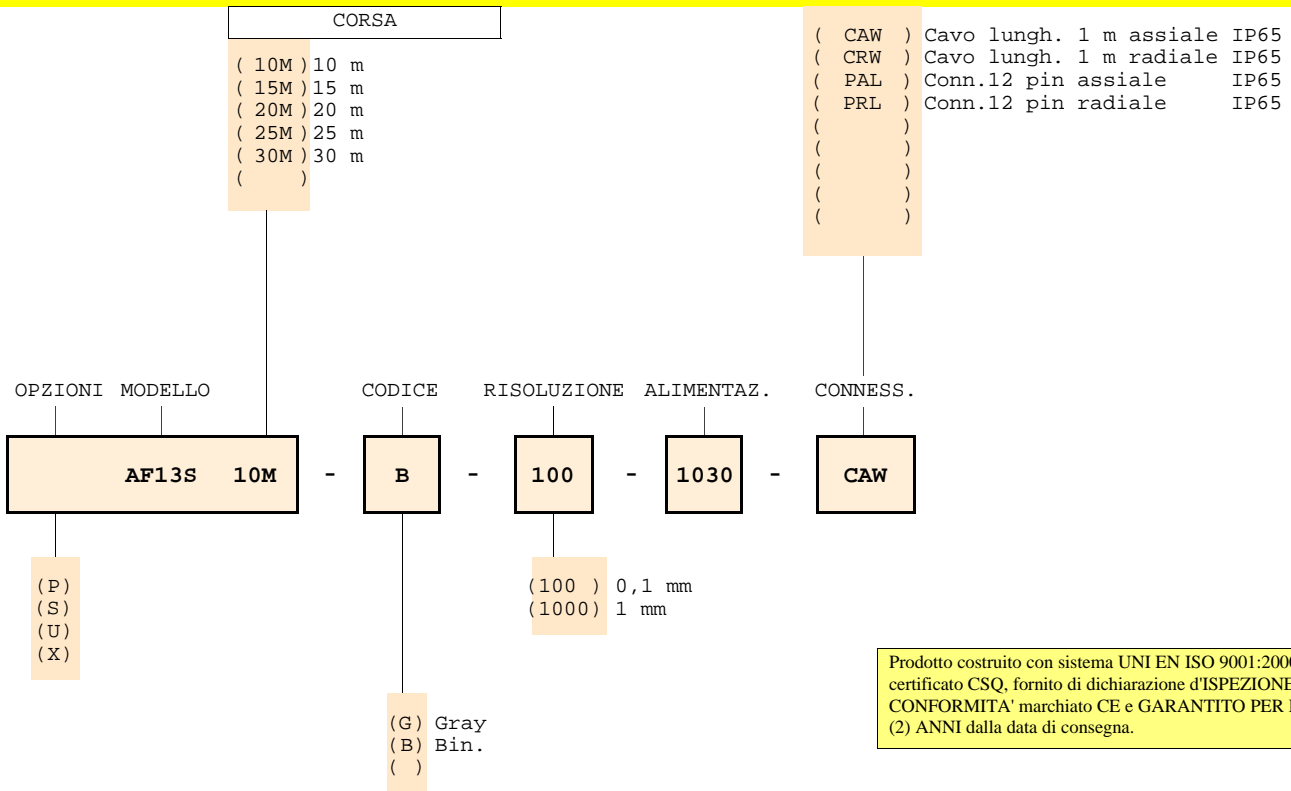 CORSA
( 10M ) 10 m
( 15M ) 15 m
( 20M ) 20 m
( 25M ) 25 m
( 30M ) 30 m
( )
( CAW ) Cavo lungh. 1 m assiale IP65
( CRW ) Cavo lungh. 1 m radiale IP65
( PAL ) Conn.12 pin assiale IP65
( PRL ) Conn.12 pin radiale IP65
( )
( )
( )
( )
( )
OPZIONI MODELLO CODICE RISOLUZIONE ALIMENTAZ. CONNESS.
AF13S 10M - B - 100 - 1030 - CAW
(P)
(S)
(U)
(X)
(100 ) 0,1 mm
(1000) 1 mm
(G) Gray
(B) Bin.
( )
Prodotto costruito con sistema UNI EN ISO 9001:200
certificato CSQ, fornito di dichiarazione d'ISPEZIONE
CONFORMITA' marchiato CE e GARANTITO PER
(2) ANNI dalla data di consegna.